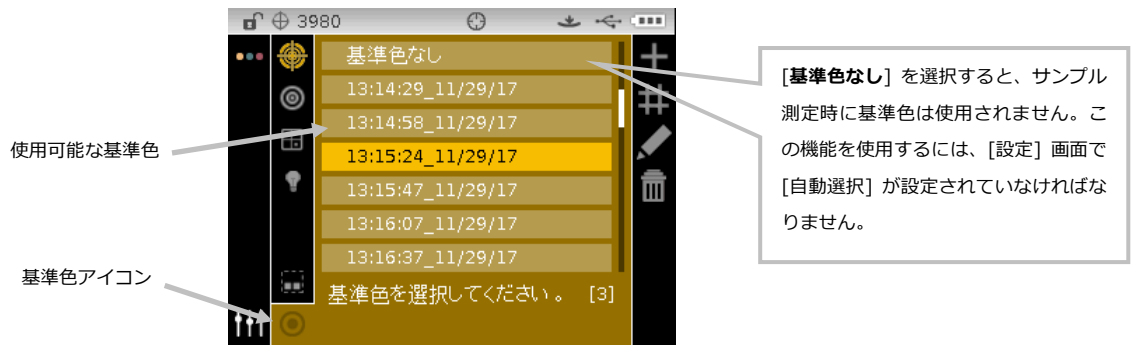 3980
基準色なし
13:14:29_11/29/17
13:14:58_11/29/17
13:15:24_11/29/17
13:15:47_11/29/17
13:16:07_11/29/17
13:16:37_11/29/17
基準色を選択してください。 [3]
使用可能な基準色
基準色アイコン
[基準色なし] を選択すると、サンプル
測定時に基準色は使用されません。こ
の機能を使用するには、[設定] 画面で
[自動選択] が設定されていなければな
りません。